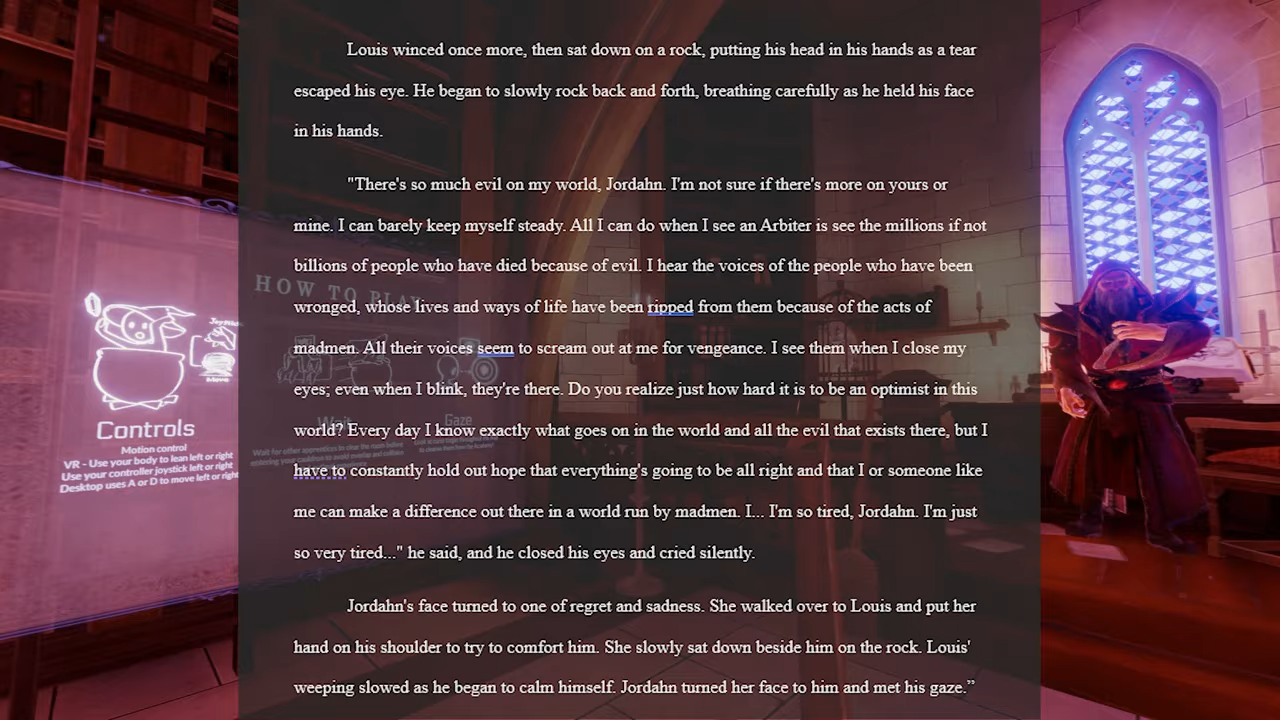 Louis winced once more, then sat down on a rock, putting his head in his hands as a tear
escaped his eye. He began to slowly rock back and forth, breathing carefully as he held his face
in his hands.
"There's so much evil on my world, Jordahn. I'm not sure if there's more on yours or
mine. I can barely keep myself steady. All I can do when I see an Arbiter is see the millions if not
billions of people who have died because of evil. I hear the voices of the people who have been
wronged, whose lives and ways of life have been ripped from them because of the acts of
madmen. All their voices seem to scream out at me for vengeance. I see them when I close my
eyes; even when I blink, they're there. Do you realize just how hard it is to be an optimist in this
world? Every day I know exactly what goes on in the world and all the evil that exists there, but I
have to constantly hold out hope that everything's going to be all right and that I or someone like
me can make a difference out there in a world run by madmen. I... I'm so tired, Jordahn. I'm just
so very tired..." he said, and he closed his eyes and cried silently.
Jordahn's face turned to one of regret and sadness. She walked over to Louis and put her
hand on his shoulder to try to comfort him. She slowly sat down beside him on the rock. Louis'
weeping slowed as he began to calm himself. Jordahn turned her face to him and met his gaze.”
HOW TO PLAY
Controls
Motion control
VR - Use your body to lean left or right
Use your controller joystick left or right
Desktop uses A or D to move left or right
Wait
Gaze